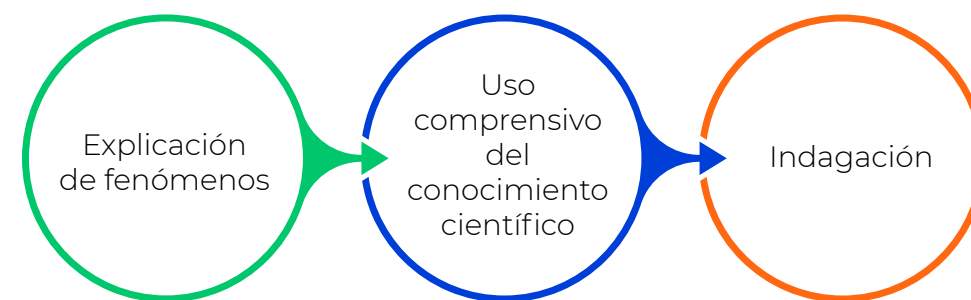 Explicación
de fenómenos
Uso
comprensivo
del
conocimiento
científico
Indagación